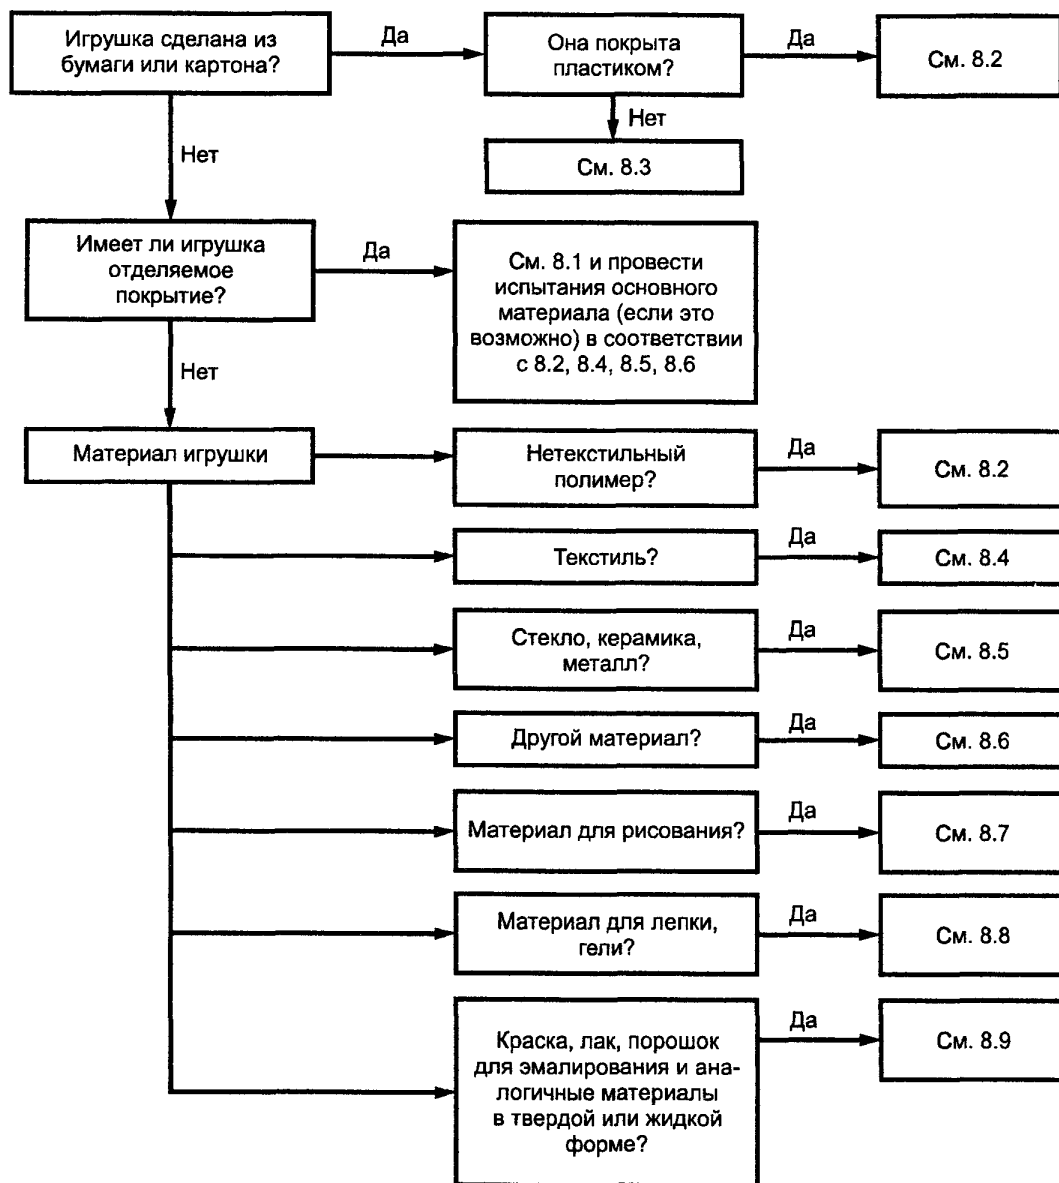 Игрушка сделана из
бумаги или картона?
Да
Она покрыта
пластиком?
Да
См. 8.2
Нет
См. 8.3
Нет
Имеет ли игрушка
отделяемое
покрытие?
Да
См. 8.1 и провести
испытания основного
материала (если это
возможно) в соответствии
с 8.2, 8.4, 8.5, 8.6
Нет
Материал игрушки
Нетекстильный
полимер?
Да
См. 8.2
Текстиль?
Да
См. 8.4
Стекло, керамика,
металл?
Да
См. 8.5
Другой материал?
Да
См. 8.6
Материал для рисования?
Да
См. 8.7
Материал для лепки,
гели?
Да
См. 8.8
Краска, лак, порошок
для эмалирования и ана-
логичные материалы
в твердой или жидкой
форме?
Да
См. 8.9